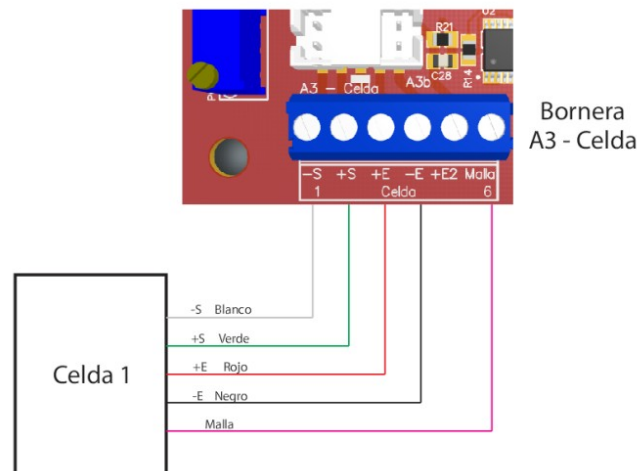 R21
A3 - Celda
A3b
C28
R14
Bornera
A3 - Celda
-S +S +E -E +E2 Malla
1 Celda 6
-S Blanco
+S Verde
+E Rojo
-E Negro
Malla
Celda 1